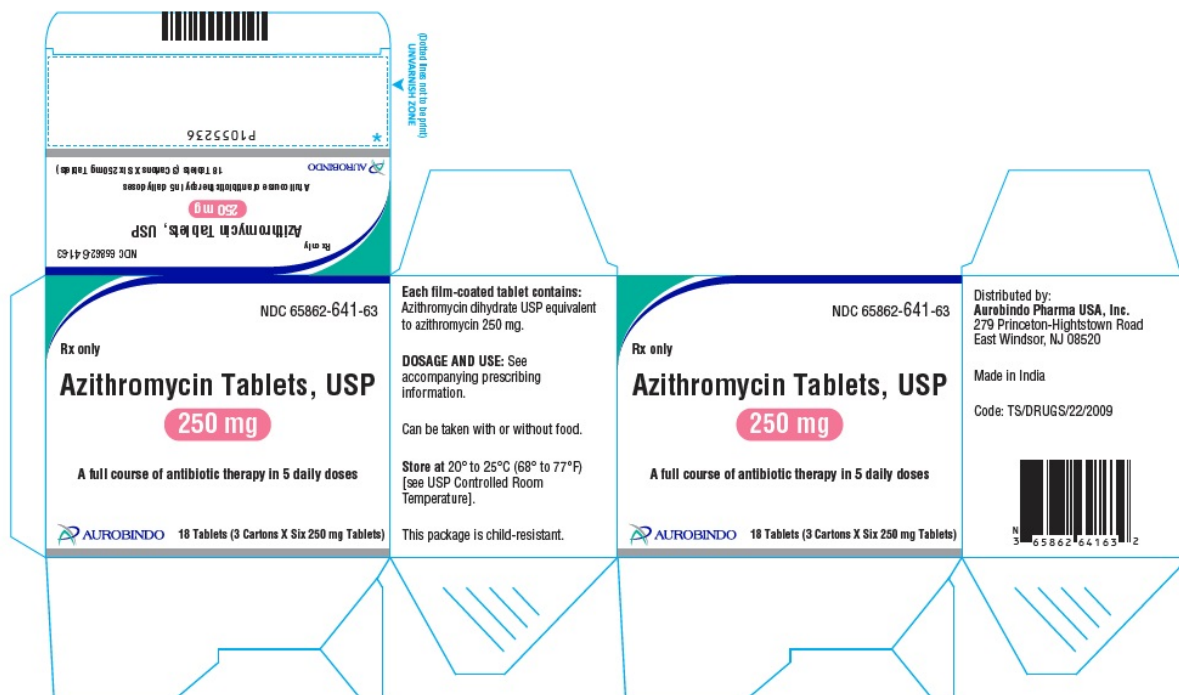 (Dotted lines not to be print)
UNVARNISH ZONE
P1055236
*
NDC 65862-641-63
Rx only
Azithromycin Tablets, USP
250 mg
A full course of antibiotic therapy in 5 daily doses
AUROBINDO
18 Tablets (3 Cartons X Six 250 mg Tablets)
NDC 65862-641-63
Rx only
Azithromycin Tablets, USP
250 mg
A full course of antibiotic therapy in 5 daily doses
AUROBINDO 18 Tablets (3 Cartons X Six 250 mg Tablets)
Each film-coated tablet contains:
Azithromycin dihydrate USP equivalent
to azithromycin 250 mg.
DOSAGE AND USE: See
accompanying prescribing
information.
Can be taken with or without food.
Store at 20° to 25°C (68° to 77°F)
[see USP Controlled Room
Temperature].
This package is child-resistant.
NDC 65862-641-63
Rx only
Azithromycin Tablets, USP
250 mg
A full course of antibiotic therapy in 5 daily doses
AUROBINDO 18 Tablets (3 Cartons X Six 250 mg Tablets)
Distributed by:
Aurobindo Pharma USA, Inc.
279 Princeton-Hightstown Road
East Windsor, NJ 08520
Made in India
Code: TS/DRUGS/22/2009
N
3 65862 64163 2